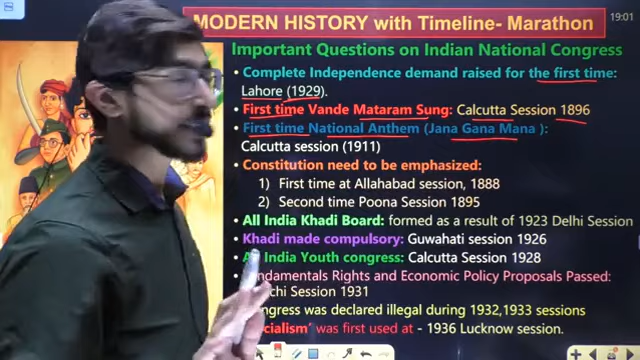 MODERN HISTORY with Timeline- Marathon
19:01
Important Questions on Indian National Congress
• Complete Independence demand raised for the first time:
Lahore (1929).
• First time Vande Mataram Sung: Calcutta Session 1896
• First time National Anthem (Jana Gana Mana ):
Calcutta session (1911)
• Constitution need to be emphasized:
1) First time at Allahabad session, 1888
2) Second time Poona Session 1895
• All India Khadi Board: formed as a result of 1923 Delhi Session
• Khadi made compulsory: Guwahati session 1926
India Youth congress: Calcutta Session 1928
Rights and Economic Policy Proposals Passed:
Session 1931
was declared illegal during 1932,1933 sessions
was first used at - 1936 Lucknow session.